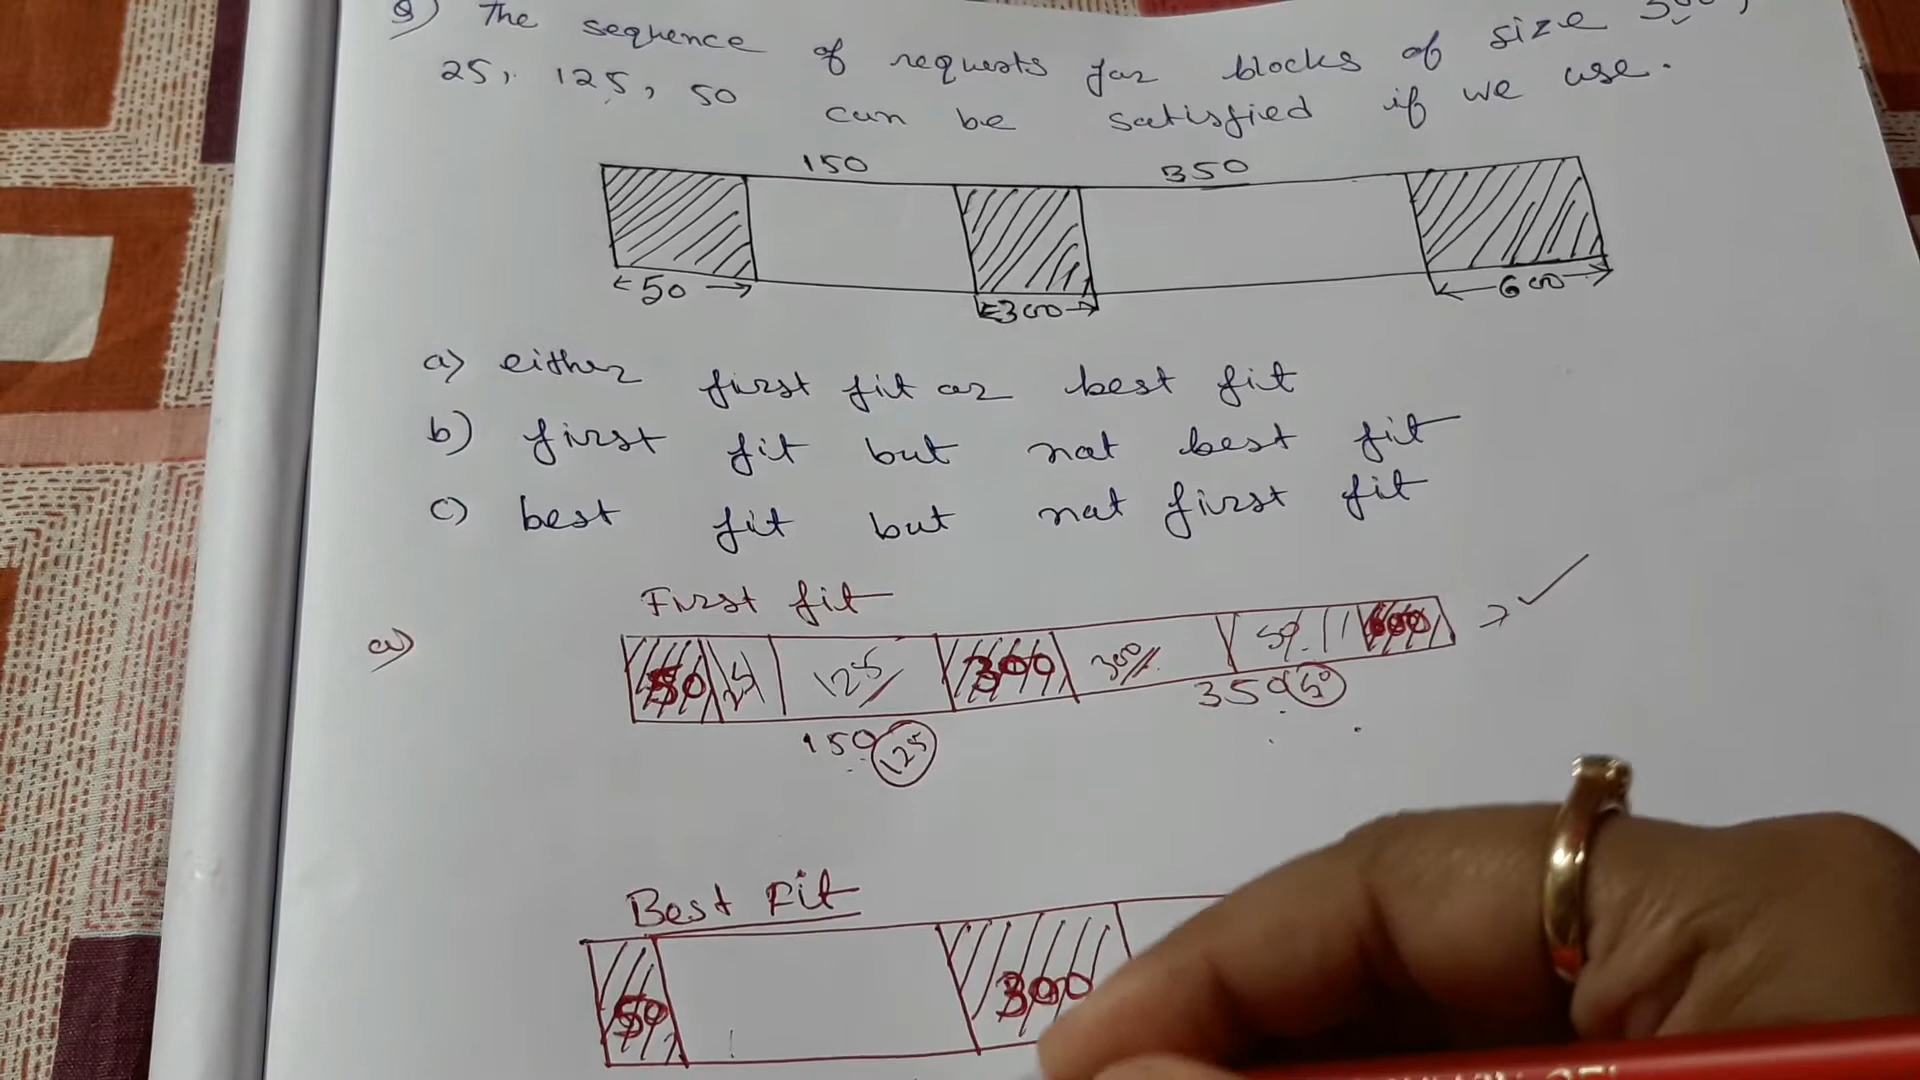 Q) The sequence of requests for blocks of size
25, 125, 50 can be satisfied if we use.
150 350
50 300 600
a) either first fit or best fit
b) first fit but not best fit
c) best fit but not first fit
First fit
a)
50 25 125 300 300 50 600
150 125 350 50
Best Fit
50 300